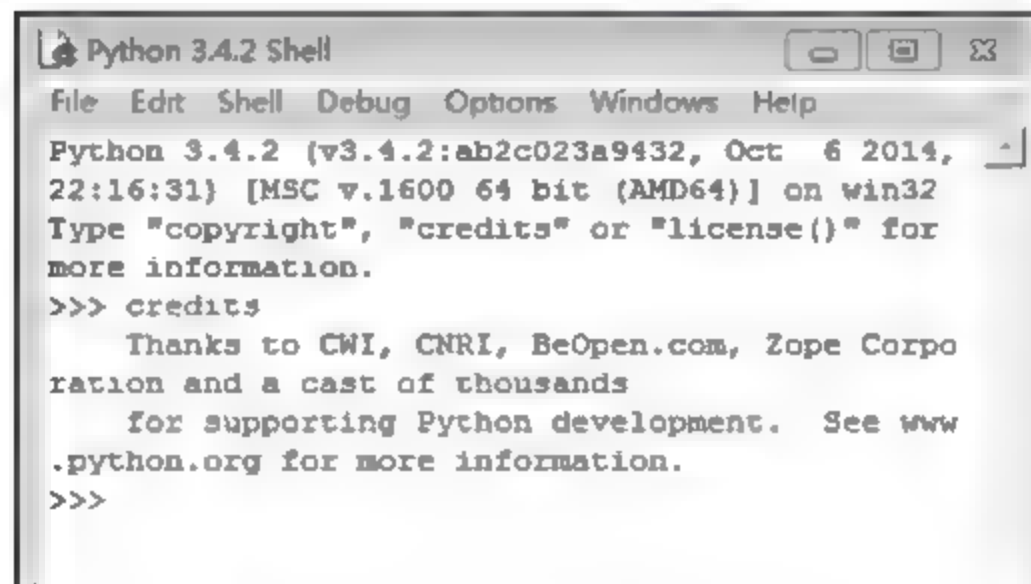 Python 3.4.2 Shell
File Edit Shell Debug Options Windows Help
Python 3.4.2 (v3.4.2:ab2c023a9432, Oct  6 2014,
22:16:31) [MSC v.1600 64 bit (AMD64)] on win32
Type "copyright", "credits" or "license()" for
more information.
>>> credits
    Thanks to CWI, CNRI, BeOpen.com, Zope Corpo
ration and a cast of thousands
    for supporting Python development.  See www
.python.org for more information.
>>>